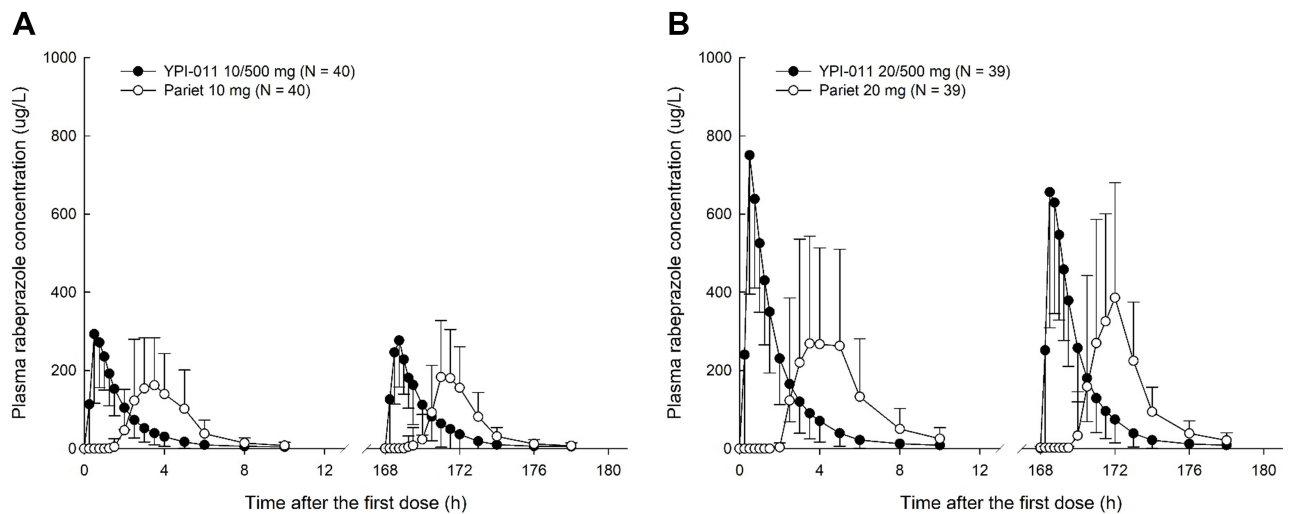 A
YPI-011 10/500 mg (N = 40)
Pariet 10 mg (N = 40)
Plasma rabeprazole concentration (ug/L)
1000
800
600
400
200
0
0 4 8 12 168 172 176 180
Time after the first dose (h)
B
YPI-011 20/500 mg (N = 39)
Pariet 20 mg (N = 39)
Plasma rabeprazole concentration (ug/L)
1000
800
600
400
200
0
0 4 8 12 168 172 176 180
Time after the first dose (h)